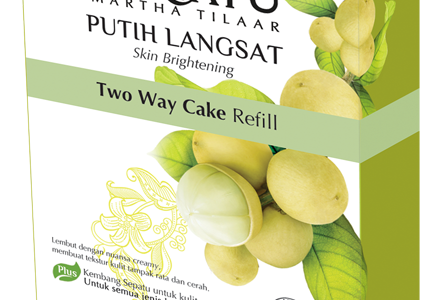 MARTHA TILAAR
PUTIH LANGSAT
Skin Brightening
Two Way Cake Refill
Lembut dengan nuansa creamy,
membuat tekstur kulit tampak rata dan cerah.
Plus Kembang Sepatu untuk kulit
Untuk semua